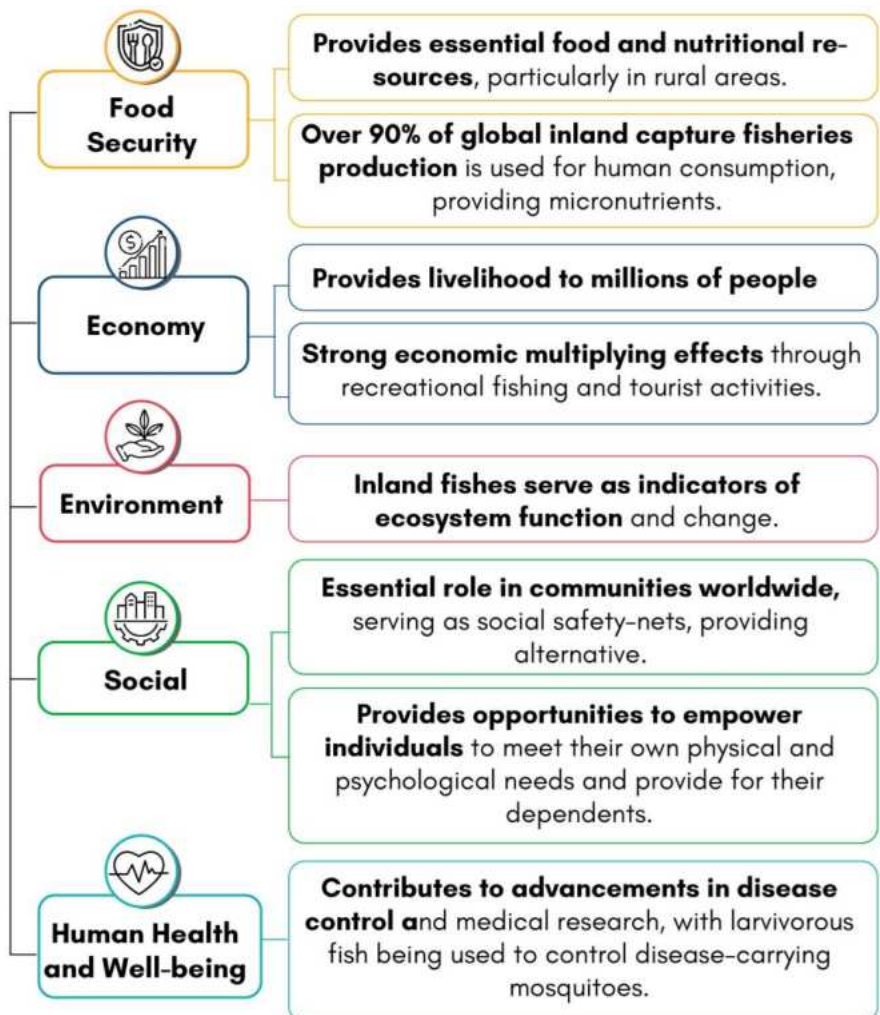 Food
Security
Provides essential food and nutritional re-
sources, particularly in rural areas.
Over 90% of global inland capture fisheries
production is used for human consumption,
providing micronutrients.
$
Economy
Provides livelihood to millions of people
Strong economic multiplying effects through
recreational fishing and tourist activities.
Environment
Inland fishes serve as indicators of
ecosystem function and change.
Social
Essential role in communities worldwide,
serving as social safety-nets, providing
alternative.
Provides opportunities to empower
individuals to meet their own physical and
psychological needs and provide for their
dependents.
Human Health
and Well-being
Contributes to advancements in disease
control and medical research, with larvivorous
fish being used to control disease-carrying
mosquitoes.